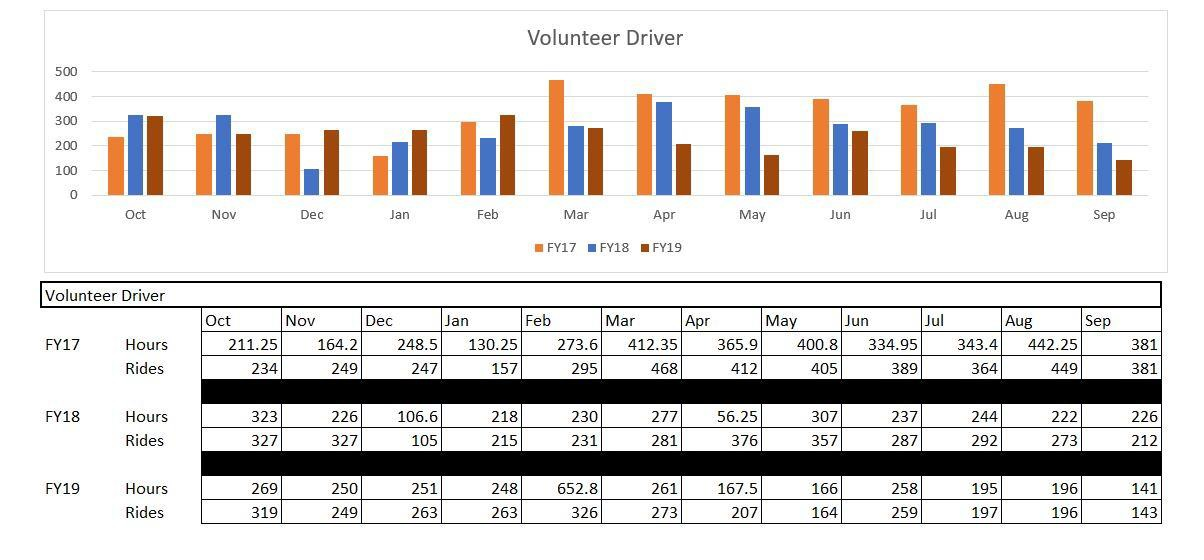 Volunteer Driver
500
400
300
200
100
0
Oct Nov Dec Jan Feb Mar Apr May Jun Jul Aug Sep
FY17 FY18 FY19
Volunteer Driver
Oct Nov Dec Jan Feb Mar Apr May Jun Jul Aug Sep
FY17 Hours 211.25 164.2 248.5 130.25 273.6 412.35 365.9 400.8 334.95 343.4 442.25 381
Rides 234 249 247 157 295 468 412 405 389 364 449 381
FY18 Hours 323 226 106.6 218 230 277 56.25 307 237 244 222 226
Rides 327 327 105 215 231 281 376 357 287 292 273 212
FY19 Hours 269 250 251 248 652.8 261 167.5 166 258 195 196 141
Rides 319 249 263 263 326 273 207 164 259 197 196 143